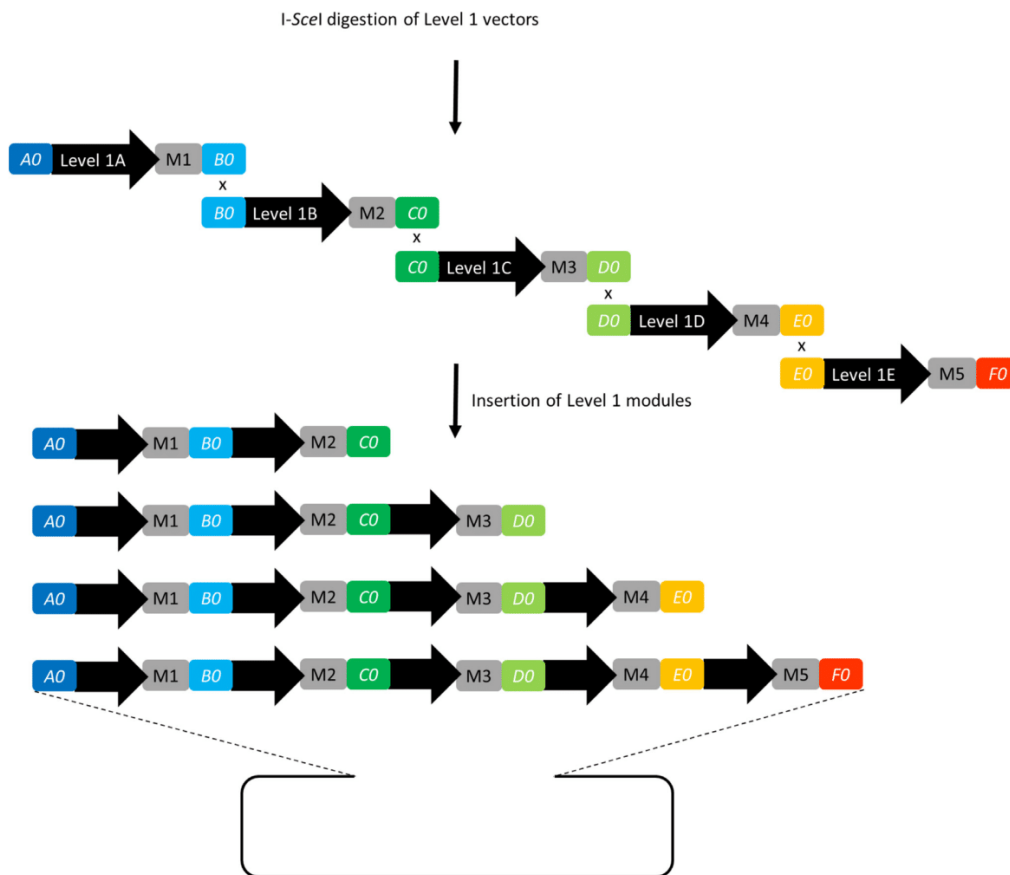 I-SceI digestion of Level 1 vectors
A0 Level 1A M1 B0
x
B0 Level 1B M2 C0
x
C0 Level 1C M3 D0
x
D0 Level 1D M4 E0
x
E0 Level 1E M5 F0
Insertion of Level 1 modules
A0 M1 B0 M2 C0
A0 M1 B0 M2 C0 M3 D0
A0 M1 B0 M2 C0 M3 D0 M4 E0
A0 M1 B0 M2 C0 M3 D0 M4 E0 M5 F0